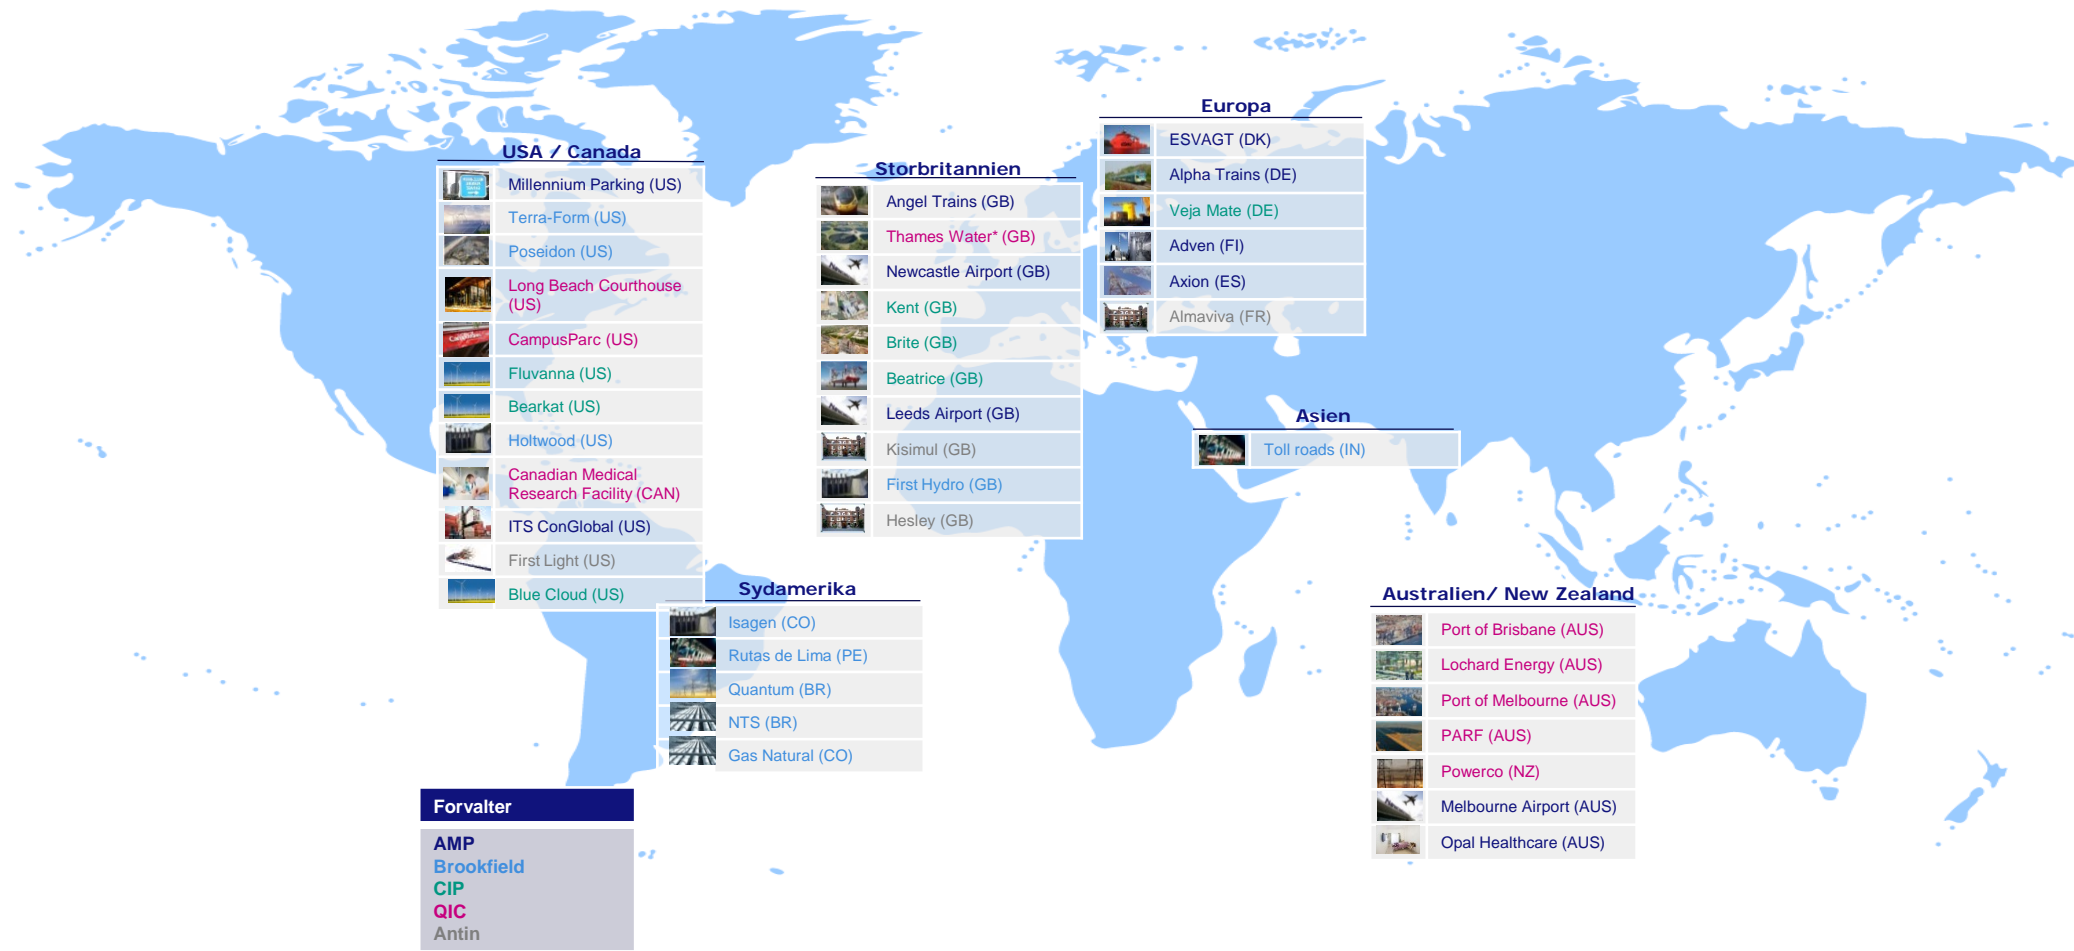 USA / Canada
Millennium Parking (US)
Terra-Form (US)
Poseidon (US)
Long Beach Courthouse
(US)
CampusParc (US)
Fluvanna (US)
Bearkat (US)
Holtwood (US)
Canadian Medical
Research Facility (CAN)
ITS ConGlobal (US)
First Light (US)
Blue Cloud (US)
Storbritannien
Angel Trains (GB)
Thames Water* (GB)
Newcastle Airport (GB)
Kent (GB)
Brite (GB)
Beatrice (GB)
Leeds Airport (GB)
Kisimul (GB)
First Hydro (GB)
Hesley (GB)
Europa
ESVAGT (DK)
Alpha Trains (DE)
Veja Mate (DE)
Adven (FI)
Axion (ES)
Almaviva (FR)
Asien
Toll roads (IN)
Sydamerika
Isagen (CO)
Rutas de Lima (PE)
Quantum (BR)
NTS (BR)
Gas Natural (CO)
Australien/ New Zealand
Port of Brisbane (AUS)
Lochard Energy (AUS)
Port of Melbourne (AUS)
PARF (AUS)
Powerco (NZ)
Melbourne Airport (AUS)
Opal Healthcare (AUS)
Forvalter
AMP
Brookfield
CIP
QIC
Antin